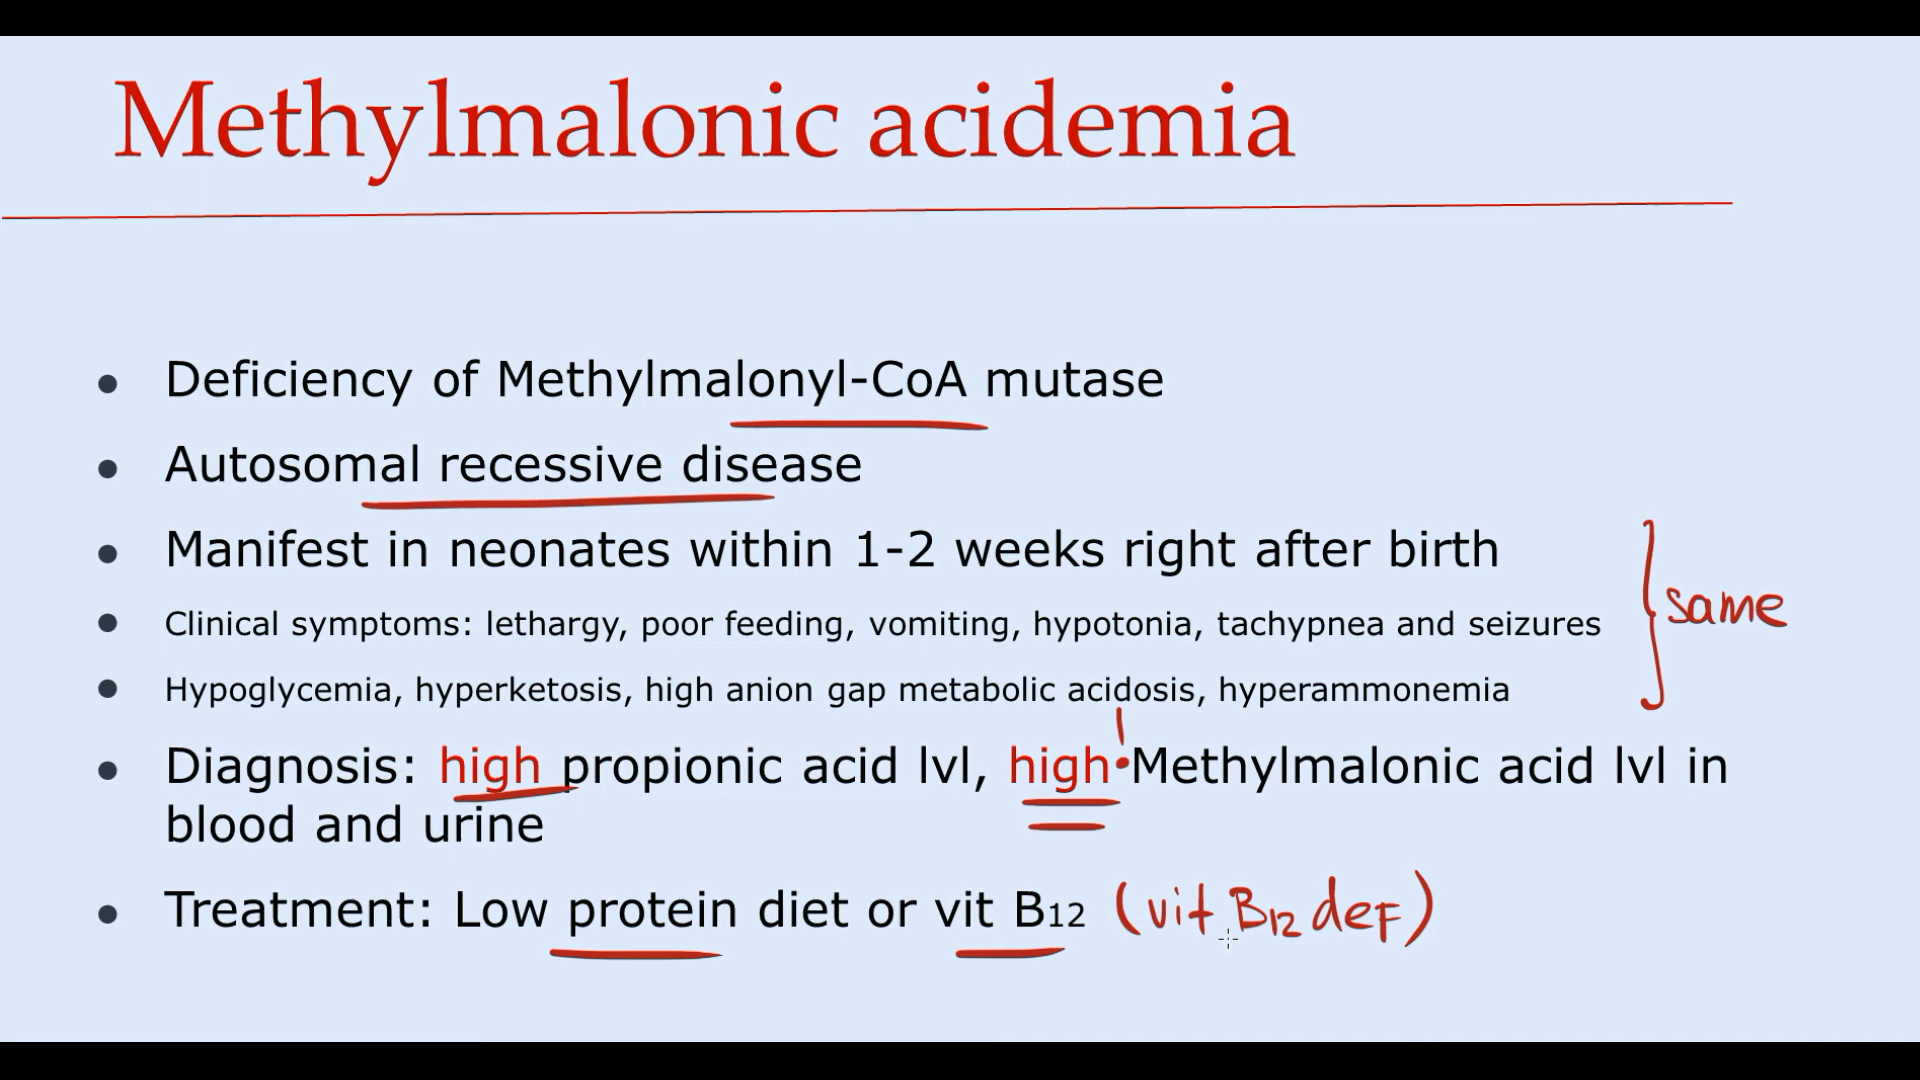 Methylmalonic acidemia
Deficiency of Methylmalonyl-CoA mutase
Autosomal recessive disease
Manifest in neonates within 1-2 weeks right after birth
Clinical symptoms: lethargy, poor feeding, vomiting, hypotonia, tachypnea and seizures
same
Hypoglycemia, hyperketosis, high anion gap metabolic acidosis, hyperammonemia
Diagnosis: high propionic acid lvl, high ! Methylmalonic acid lvl in
blood and urine
Treatment: Low protein diet or vit B12 (vit B12 def)